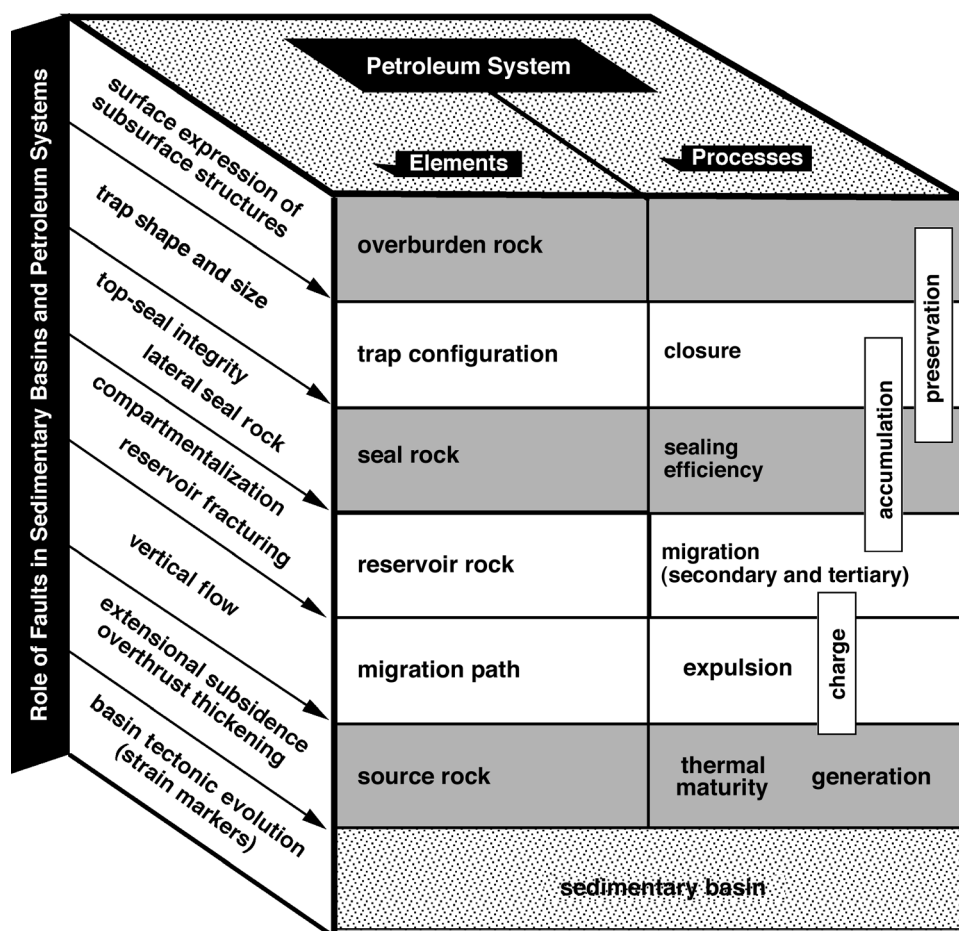 Petroleum System
Elements
Processes
Role of Faults in Sedimentary Basins and Petroleum Systems
surface expression of
subsurface structures
trap shape and size
top-seal integrity
lateral seal rock
compartmentalization
reservoir fracturing
vertical flow
extensional subsidence
overthrust thickening
basin tectonic evolution
(strain markers)
overburden rock
trap configuration
closure
seal rock
sealing
efficiency
reservoir rock
migration
(secondary and tertiary)
migration path
expulsion
source rock
thermal
maturity
generation
preservation
accumulation
charge
sedimentary basin